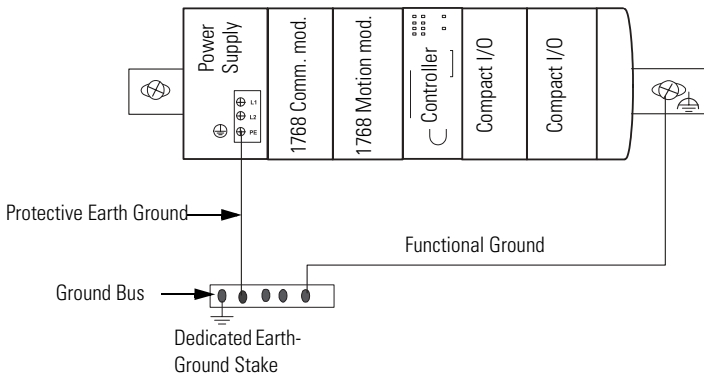 Power
Supply
L1
L2
PE
1768 Comm. mod.
1768 Motion mod.
Controller
Compact I/O
Compact I/O
Protective Earth Ground
Functional Ground
Ground Bus
Dedicated Earth-
Ground Stake